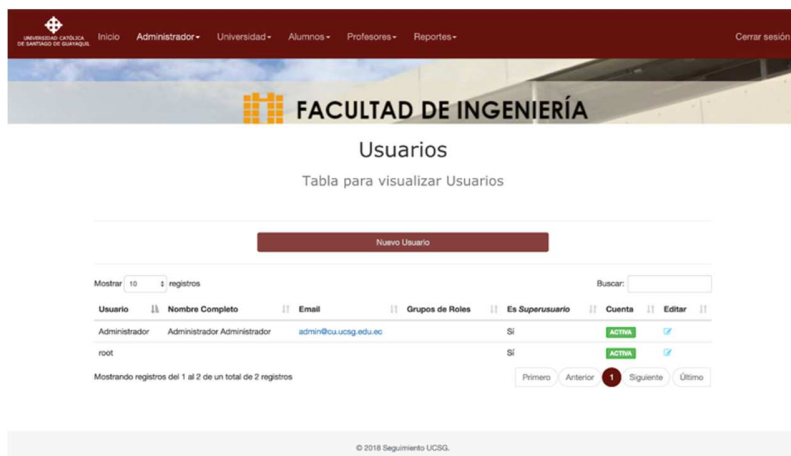 UNIVERSIDAD CATÓLICA
DE SANTIAGO DE GUAYAQUIL
Inicio Administrador Universidad Alumnos Profesores Reportes Cerrar sesión
FACULTAD DE INGENIERÍA
Usuarios
Tabla para visualizar Usuarios
Nuevo Usuario
Mostrar 10 registros Buscar:
Usuario Nombre Completo Email Grupos de Roles Es Superusuario Cuenta Editar
Administrador Administrador Administrador admin@cu.ucsg.edu.ec Sí ACTIVA
root Sí ACTIVA
Mostrando registros del 1 al 2 de un total de 2 registros Primero Anterior 1 Siguiente Último
© 2018 Seguimiento UCSG.